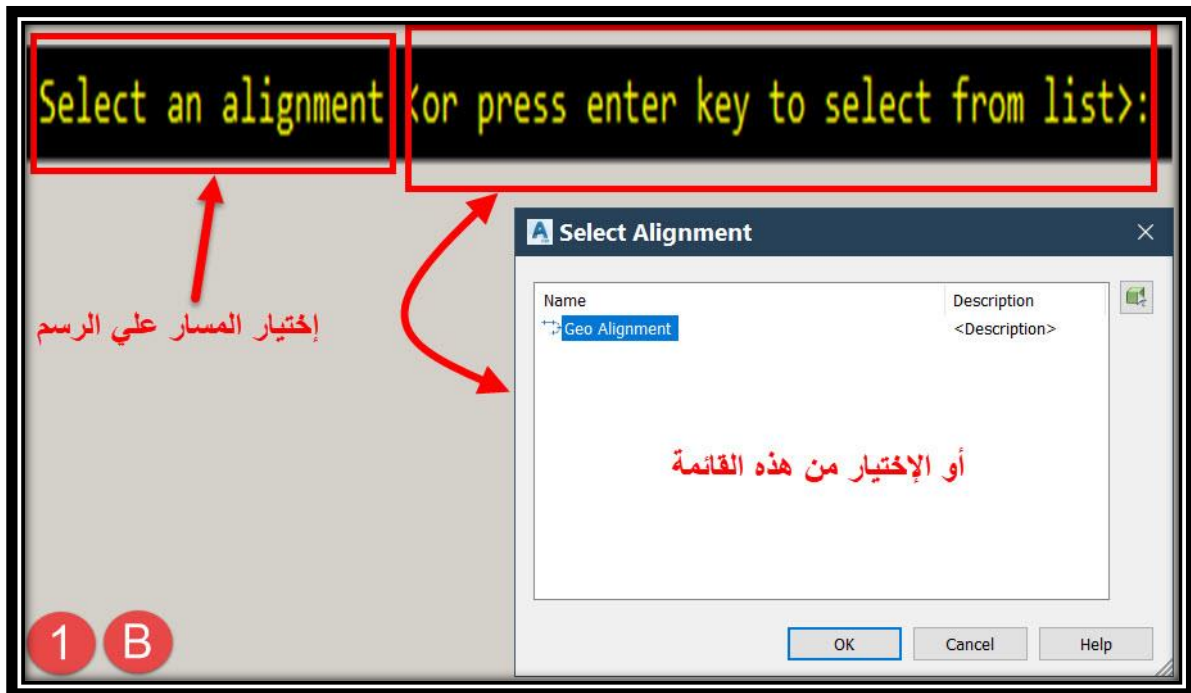 Select an alignment <or press enter key to select from list>:
Select Alignment
Name Description
Geo Alignment <Description>
إختيار المسار علي الرسم
أو الإختيار من هذه القائمة
OK Cancel Help
1 B